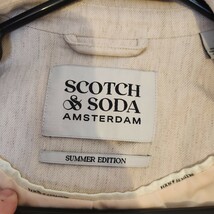 SCOTCH
& SODA
AMSTERDAM
SUMMER EDITION